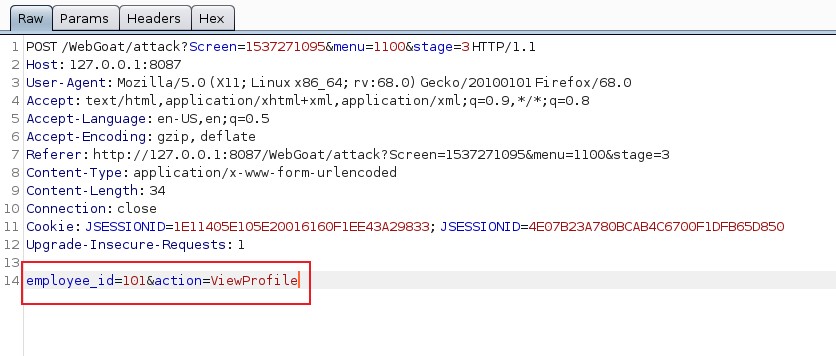 Raw Params Headers Hex
1 POST /WebGoat/attack?Screen=1537271095&menu=1100&stage=3 HTTP/1.1
2 Host: 127.0.0.1:8087
3 User-Agent: Mozilla/5.0 (X11; Linux x86_64; rv:68.0) Gecko/20100101 Firefox/68.0
4 Accept: text/html,application/xhtml+xml,application/xml;q=0.9,*/*;q=0.8
5 Accept-Language: en-US,en;q=0.5
6 Accept-Encoding: gzip, deflate
7 Referer: http://127.0.0.1:8087/WebGoat/attack?Screen=1537271095&menu=1100&stage=3
8 Content-Type: application/x-www-form-urlencoded
9 Content-Length: 34
10 Connection: close
11 Cookie: JSESSIONID=1E11405E105E20016160F1EE43A29833; JSESSIONID=4E07B23A780BCAB4C6700F1DFB65D850
12 Upgrade-Insecure-Requests: 1
13
14 employee_id=101&action=ViewProfile